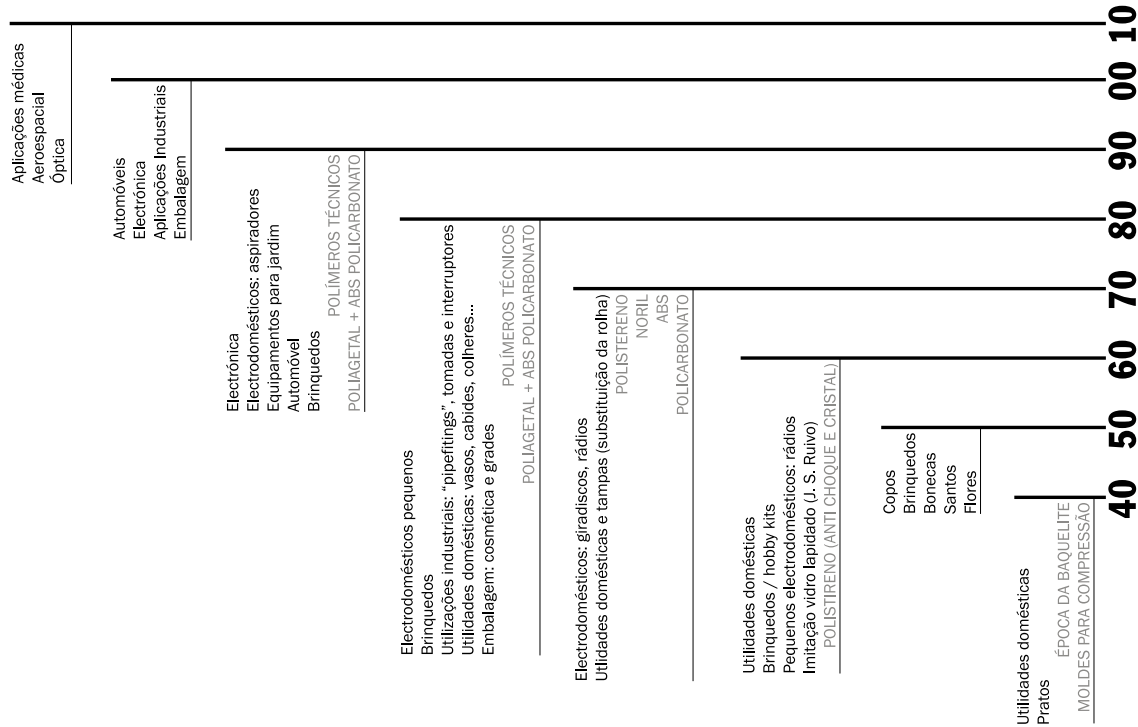 Utilidades domésticas
Pratos
ÉPOCA DA BAQUELITE
MOLDES PARA COMPRESSÃO
40
Copos
Brinquedos
Bonecas
Santos
Flores
50
Utilidades domésticas
Brinquedos / hobby kits
Pequenos electrodomésticos: rádios
Imitação vidro lapidado (J. S. Ruivo)
POLISTIRENO (ANTI CHOQUE E CRISTAL)
60
Electrodomésticos: giradiscos, rádios
Utlidades domésticas e tampas (substituição da rolha)
POLISTERENO
NORIL
ABS
POLICARBONATO
70
Electrodomésticos pequenos
Brinquedos
Utilizações industriais: “pipefitings”, tomadas e interruptores
Utilidades domésticas: vasos, cabides, colheres...
Embalagem: cosmética e grades
POLÍMEROS TÉCNICOS
POLIAGETAL + ABS POLICARBONATO
80
Electrónica
Electrodomésticos: aspiradores
Equipamentos para jardim
Automóvel
Brinquedos
POLÍMEROS TÉCNICOS
POLIAGETAL + ABS POLICARBONATO
90
Automóveis
Electrónica
Aplicações Industriais
Embalagem
00
Aplicações médicas
Aeroespacial
Óptica
10